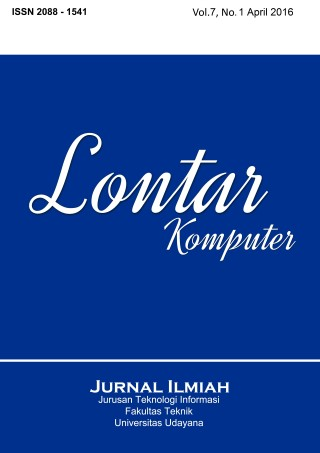 ISSN 2088 - 1541
Vol.7, No. 1 April 2016
Lontar
Komputer
JURNAL ILMIAH
Jurusan Teknologi Informasi
Fakultas Teknik
Universitas Udayana